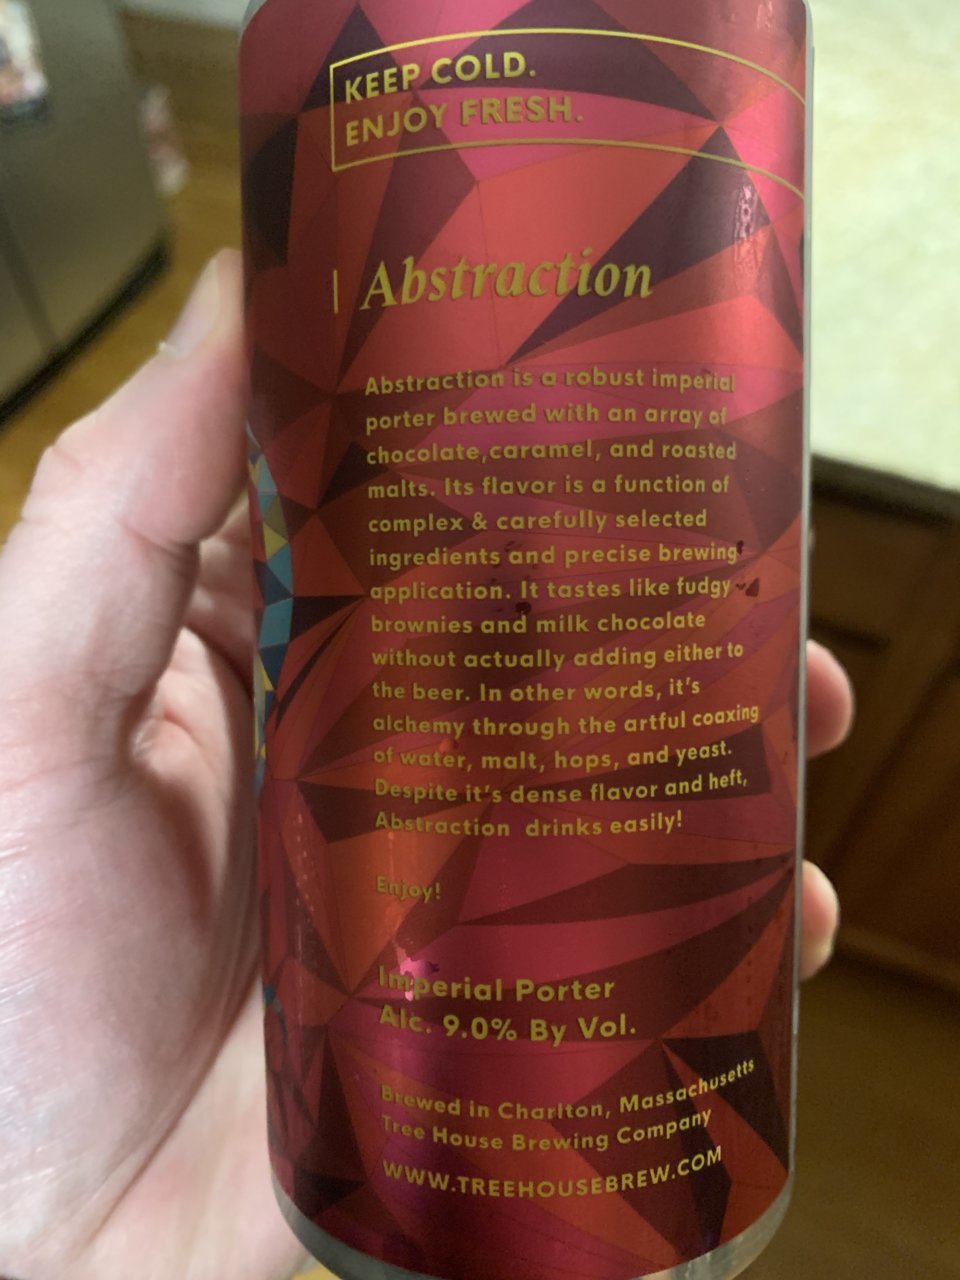 KEEP COLD.
ENJOY FRESH.
Abstraction
Abstraction is a robust imperial
porter brewed with an array of
chocolate,caramel, and roasted
malts. Its flavor is a function of
complex & carefully selected
ingredients and precise brewing
application. It tastes like fudgy
brownies and milk chocolate
without actually adding either to
the beer. In other words, it's
alchemy through the artful coaxing
of water, malt, hops, and yeast.
Despite it's dense flavor and heft,
Abstraction drinks easily!
Enjoy!
Imperial Porter
Alc. 9.0% By Vol.
Brewed in Charlton, Massachusetts
Tree House Brewing Company
WWW.TREEHOUSEBREW.COM